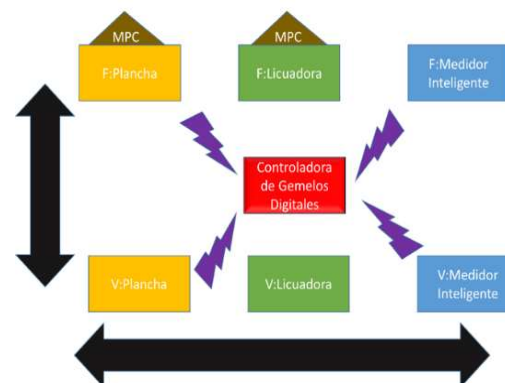 MPC
MPC
F:Plancha
F:Licuadora
F:Medidor
Inteligente
Controladora
de Gemelos
Digitales
V:Plancha
V:Licuadora
V:Medidor
Inteligente